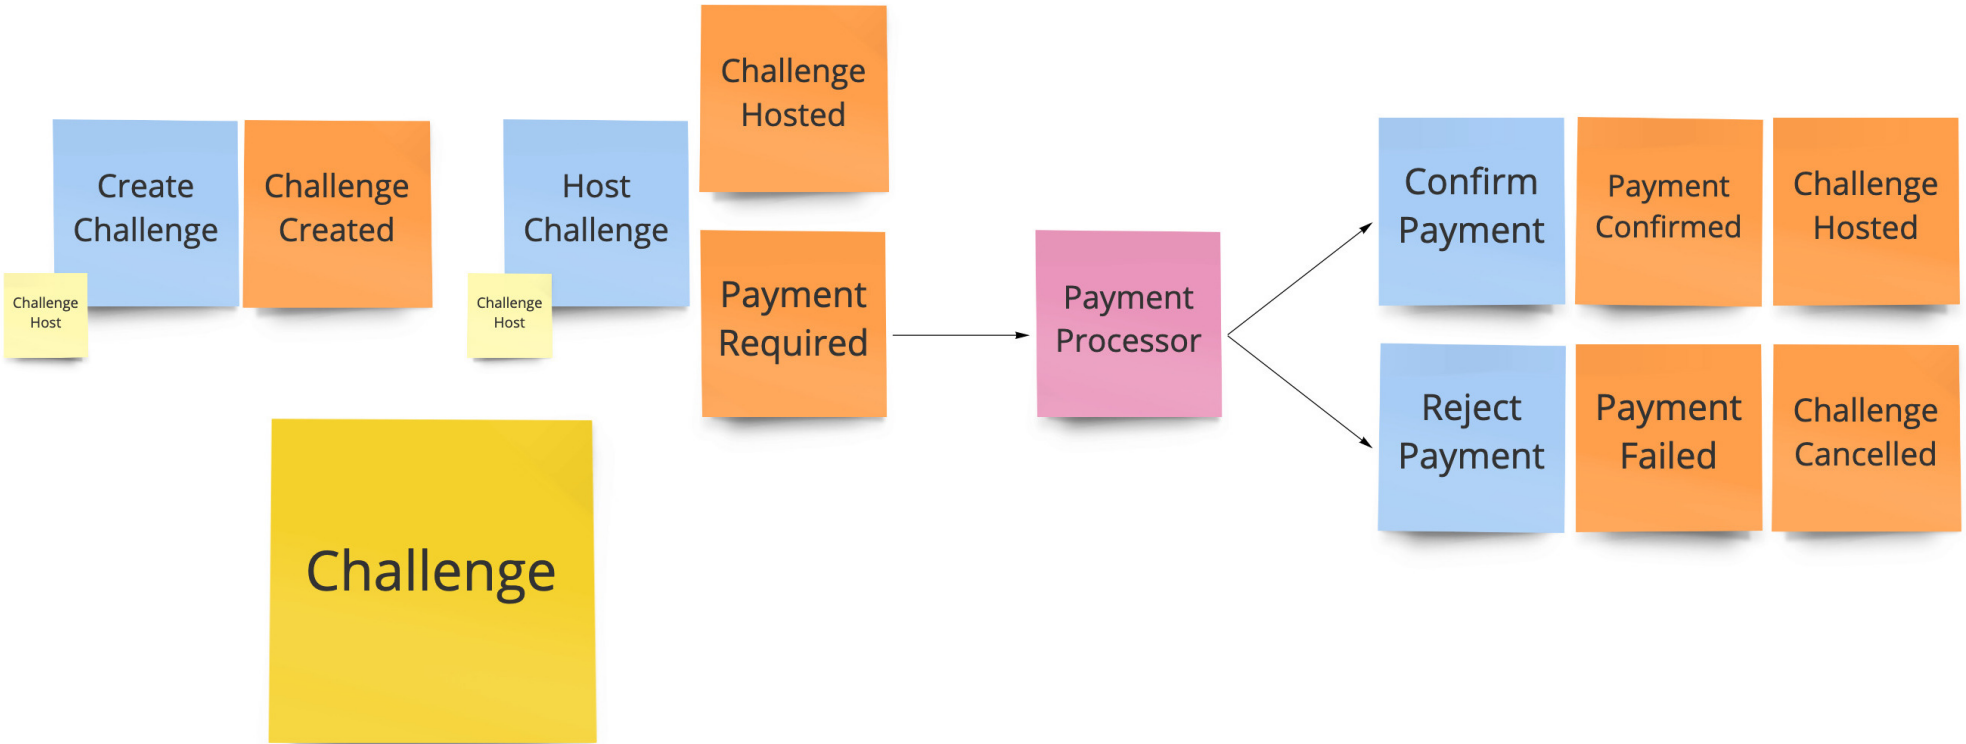 Create
Challenge
Challenge
Host
Challenge
Created
Host
Challenge
Challenge
Host
Challenge
Hosted
Payment
Required
Payment
Processor
Confirm
Payment
Payment
Confirmed
Challenge
Hosted
Reject
Payment
Payment
Failed
Challenge
Cancelled
Challenge